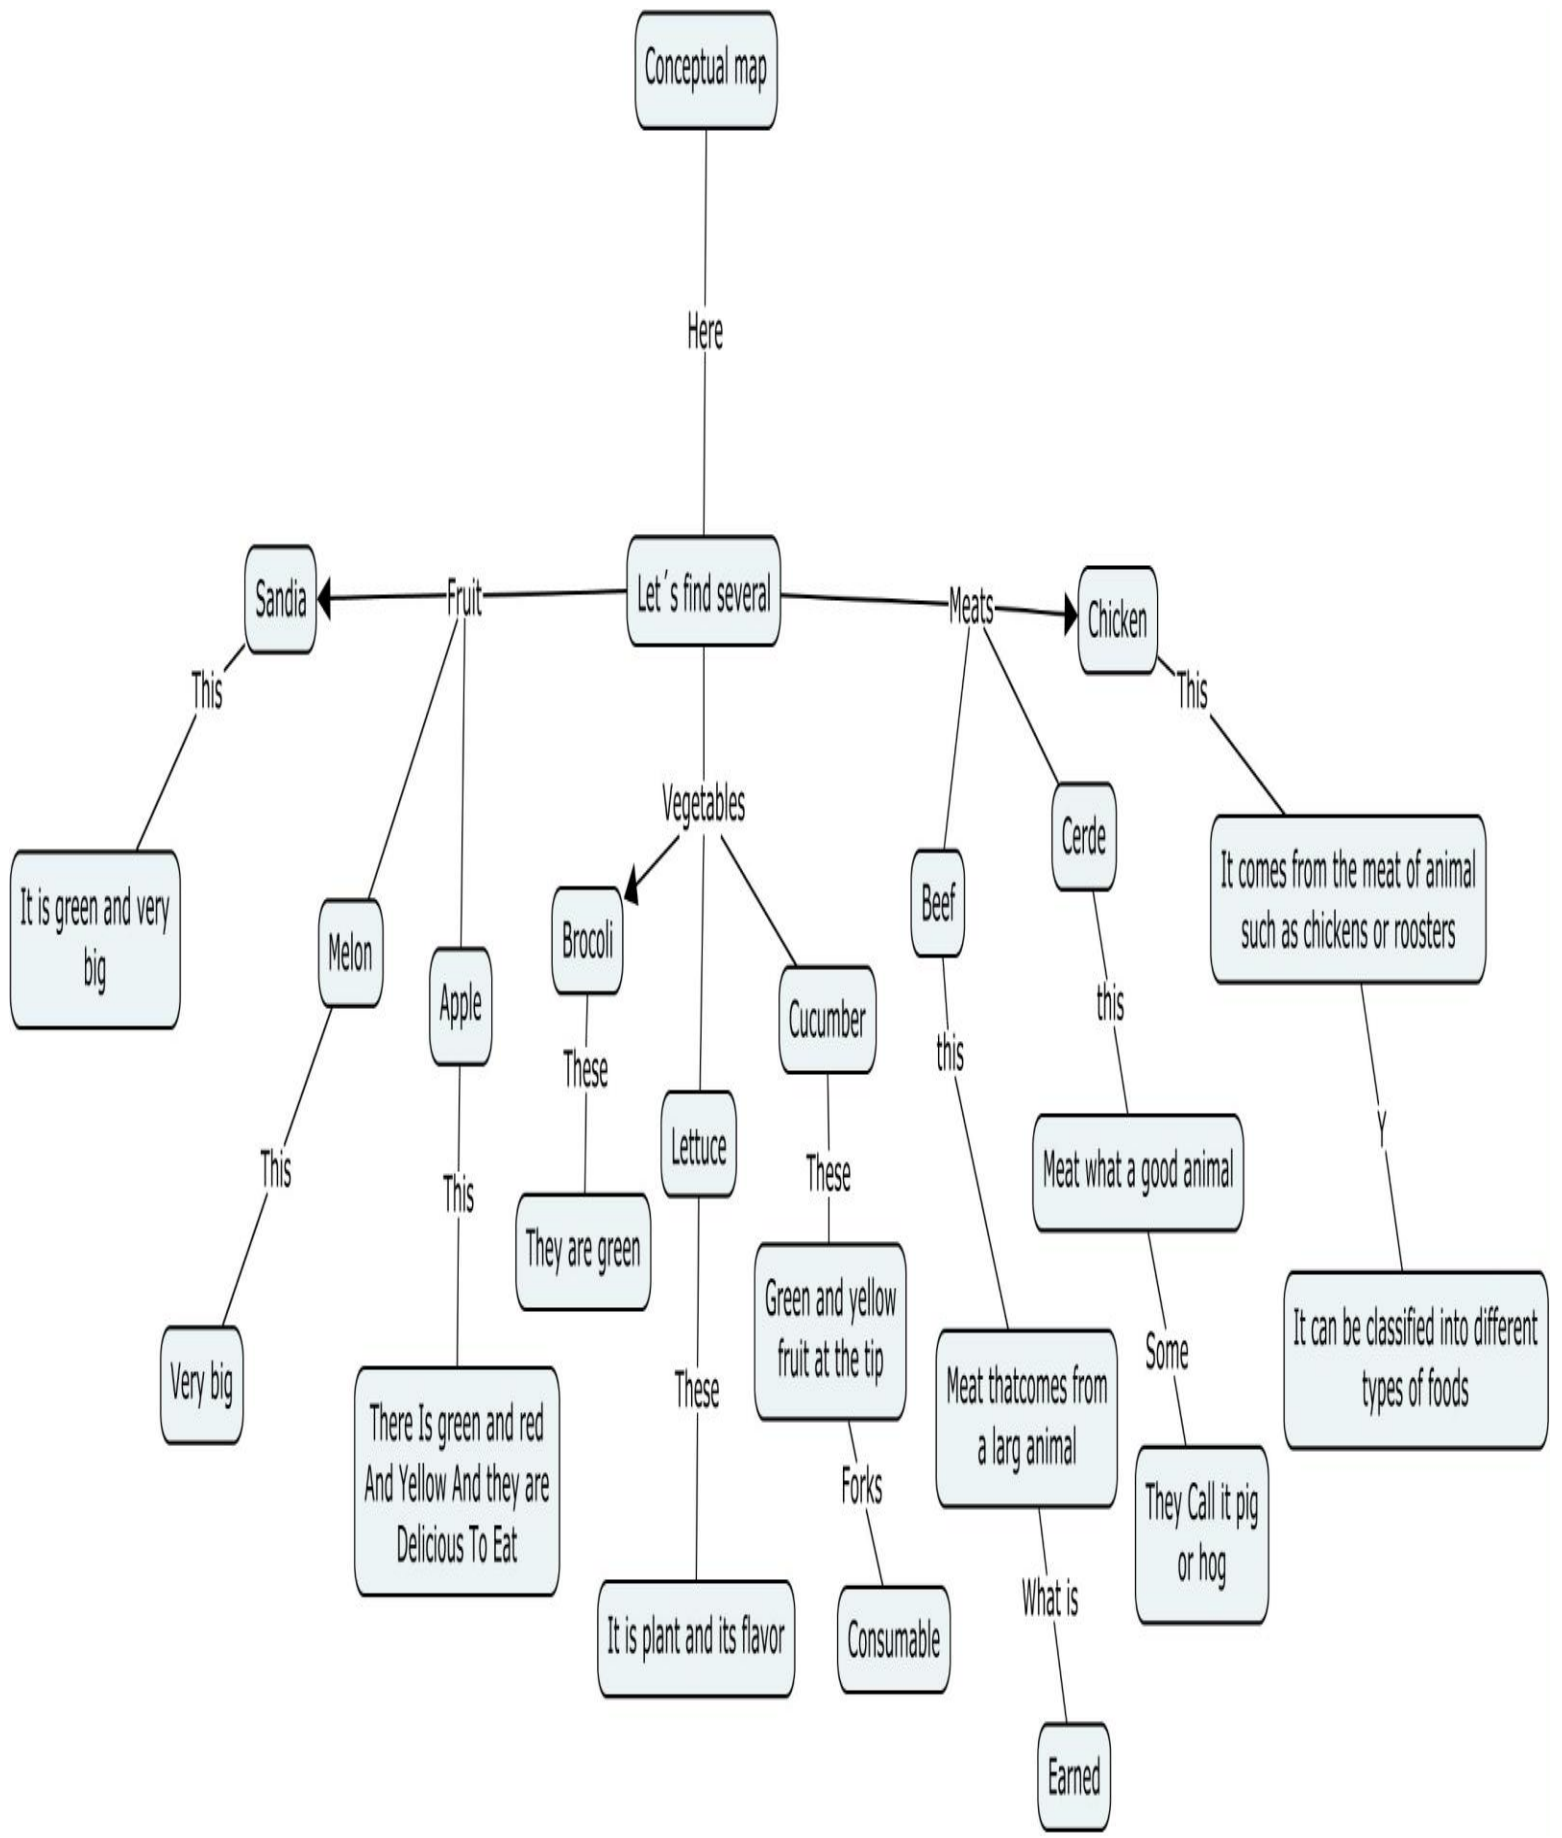 Conceptual map
Here
Let´s find several
Sandia
Fruit
Meats
Chicken
This
This
Vegetables
It is green and very
big
Melon
Apple
Brocoli
Lettuce
Cucumber
Beef
Cerde
It comes from the meat of animal
such as chickens or roosters
This
This
These
These
These
this
this
Y
Very big
There Is green and red
And Yellow And they are
Delicious To Eat
They are green
It is plant and its flavor
Green and yellow
fruit at the tip
Forks
Consumable
Meat thatcomes from
a larg animal
What is
Earned
Meat what a good animal
Some
They Call it pig
or hog
It can be classified into different
types of foods